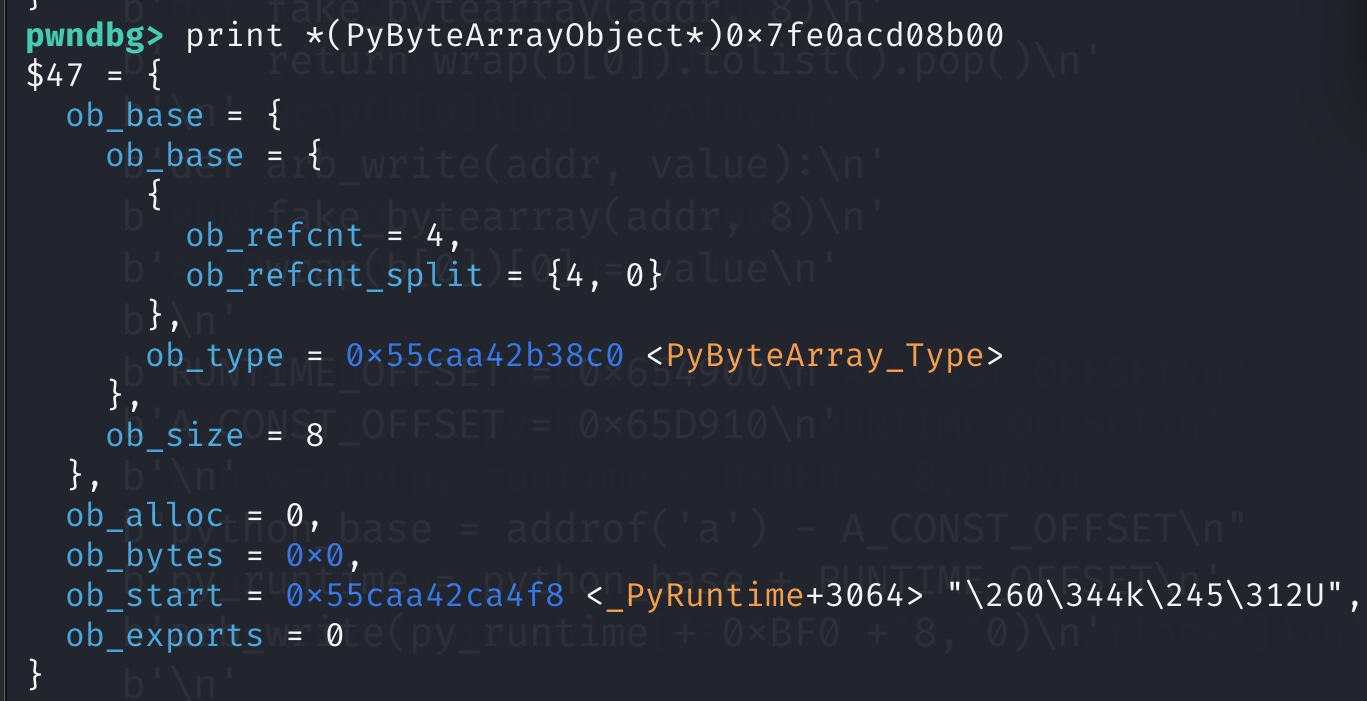 pwndbg> print *(PyByteArrayObject*)0x7fe0acd08b00
$47 = {
  ob_base = {
    ob_base = {
      {
        ob_refcnt = 4,
        ob_refcnt_split = {4, 0}
      },
      ob_type = 0x55caa42b38c0 <PyByteArray_Type>
    },
    ob_size = 8
  },
  ob_alloc = 0,
  ob_bytes = 0x0,
  ob_start = 0x55caa42ca4f8 <_PyRuntime+3064> "\260\344k\245\312U",
  ob_exports = 0
}